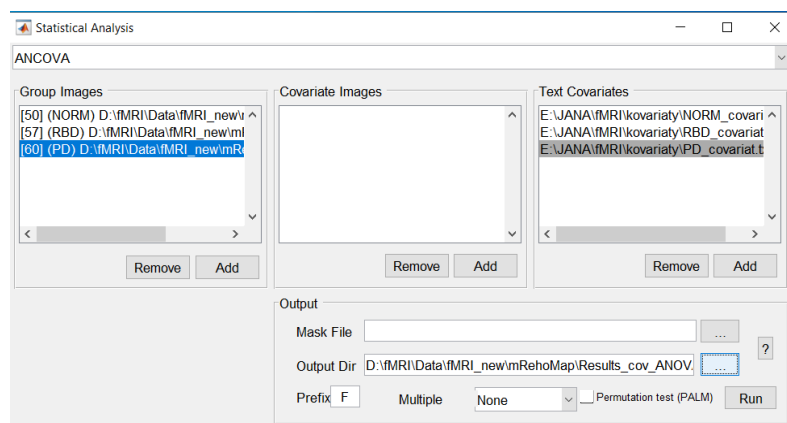 Statistical Analysis
ANCOVA
Group Images
[50] (NORM) D:\fMRI\Data\fMRI_new\
[57] (RBD) D:\fMRI\Data\fMRI_new\ml
[60] (PD) D:\fMRI\Data\fMRI_new\mR
Remove Add
Covariate Images
Remove Add
Text Covariates
E:\JANA\fMRI\kovariaty\NORM_covari
E:\JANA\fMRI\kovariaty\RBD_covariat
E:\JANA\fMRI\kovariaty\PD_covariat.t
Remove Add
Output
Mask File ...
? 
Output Dir D:\fMRI\Data\fMRI_new\mRehoMap\Results_cov_ANOV. ...
Prefix F Multiple None Permutation test (PALM) Run